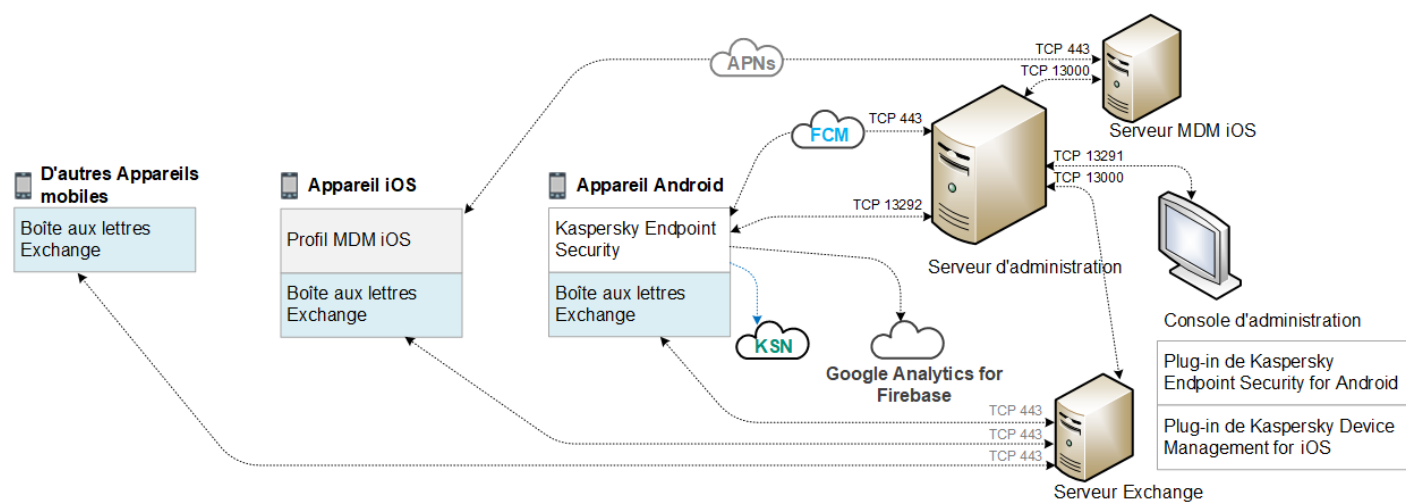 APNs
TCP 443
TCP 13000
Serveur MDM iOS
FCM
TCP 443
TCP 13291
TCP 13000
D'autres Appareils
mobiles
Boîte aux lettres
Exchange
Appareil iOS
Profil MDM iOS
Boîte aux lettres
Exchange
Appareil Android
Kaspersky Endpoint
Security
Boîte aux lettres
Exchange
TCP 13292
Serveur d'administration
KSN
Google Analytics for
Firebase
Console d'administration
Plug-in de Kaspersky
Endpoint Security for Android
Plug-in de Kaspersky Device
Management for iOS
TCP 443
TCP 443
TCP 443
Serveur Exchange